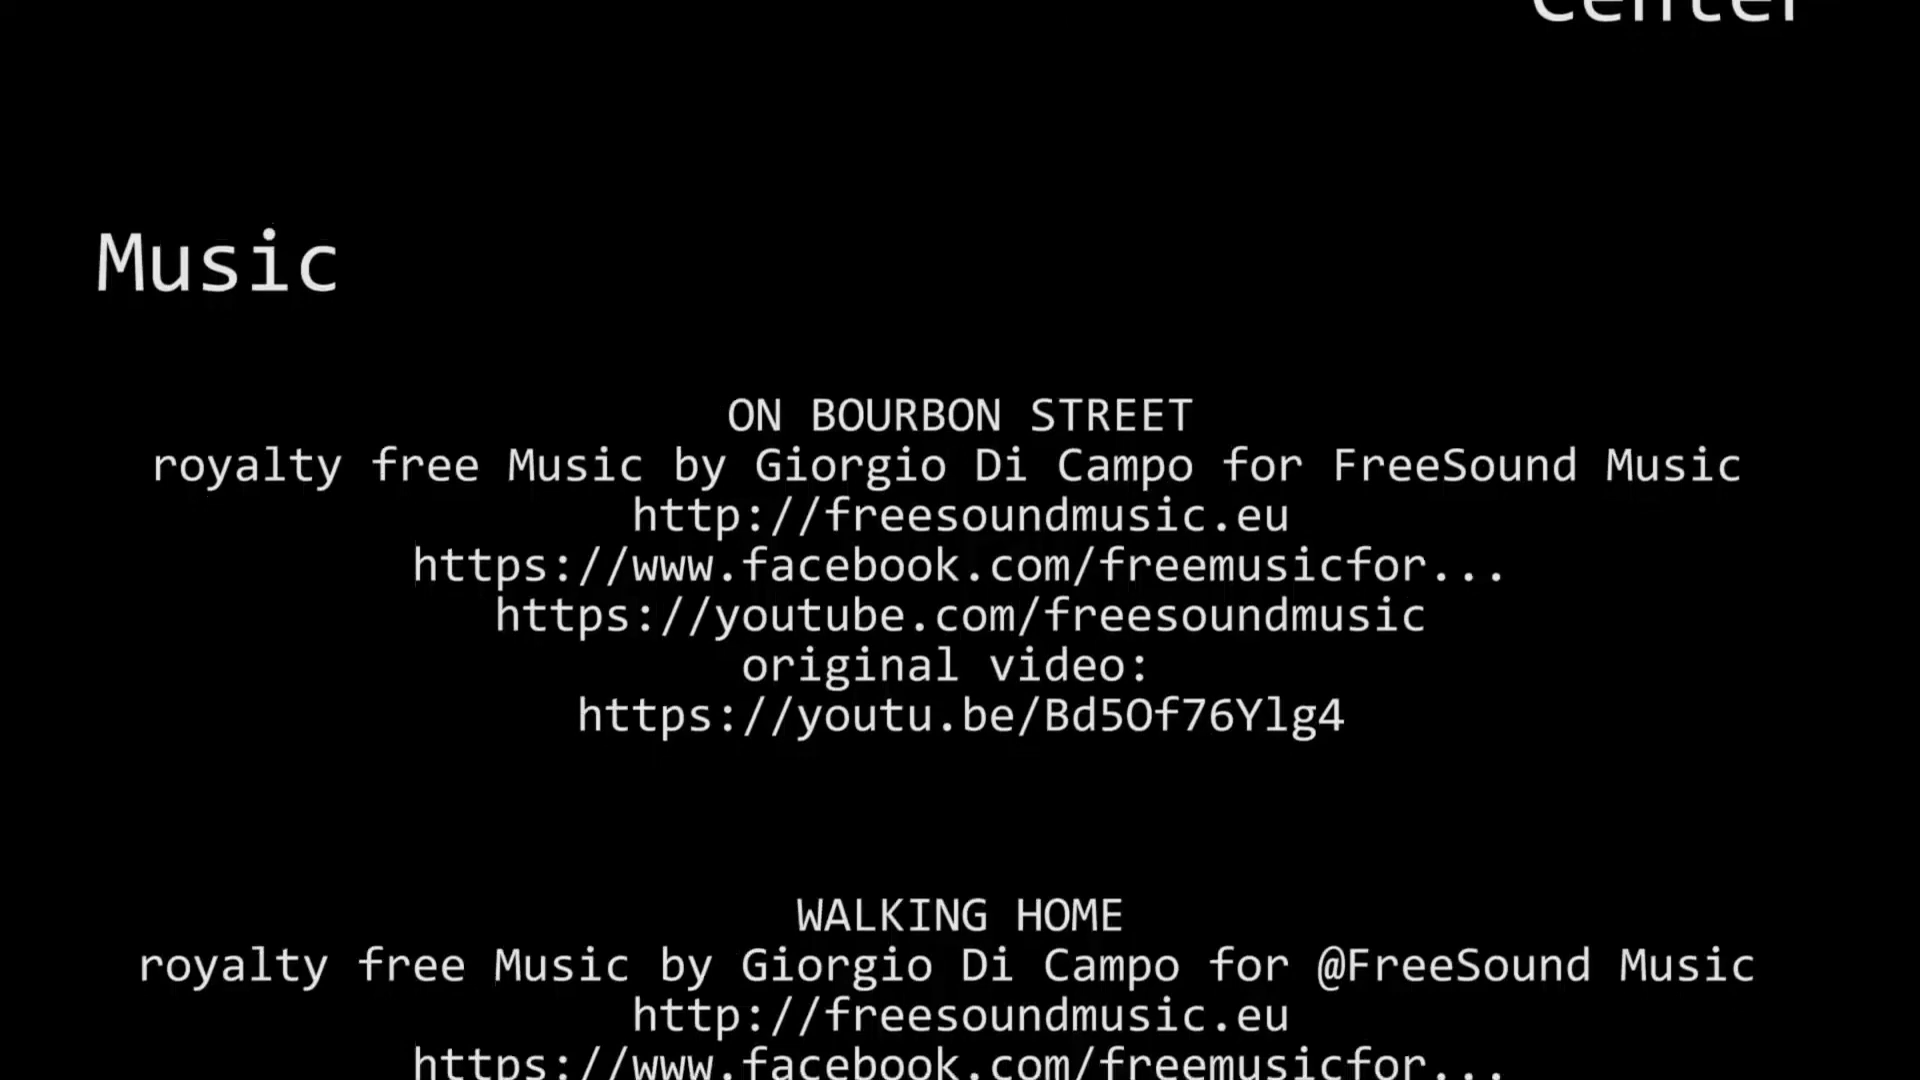 Center
Music
ON BOURBON STREET
royalty free Music by Giorgio Di Campo for FreeSound Music
http://freesoundmusic.eu
https://www.facebook.com/freemusicfor...
https://youtube.com/freesoundmusic
original video:
https://youtu.be/Bd5Of76Ylg4
WALKING HOME
royalty free Music by Giorgio Di Campo for @FreeSound Music
http://freesoundmusic.eu
https://www.facebook.com/freemusicfor...